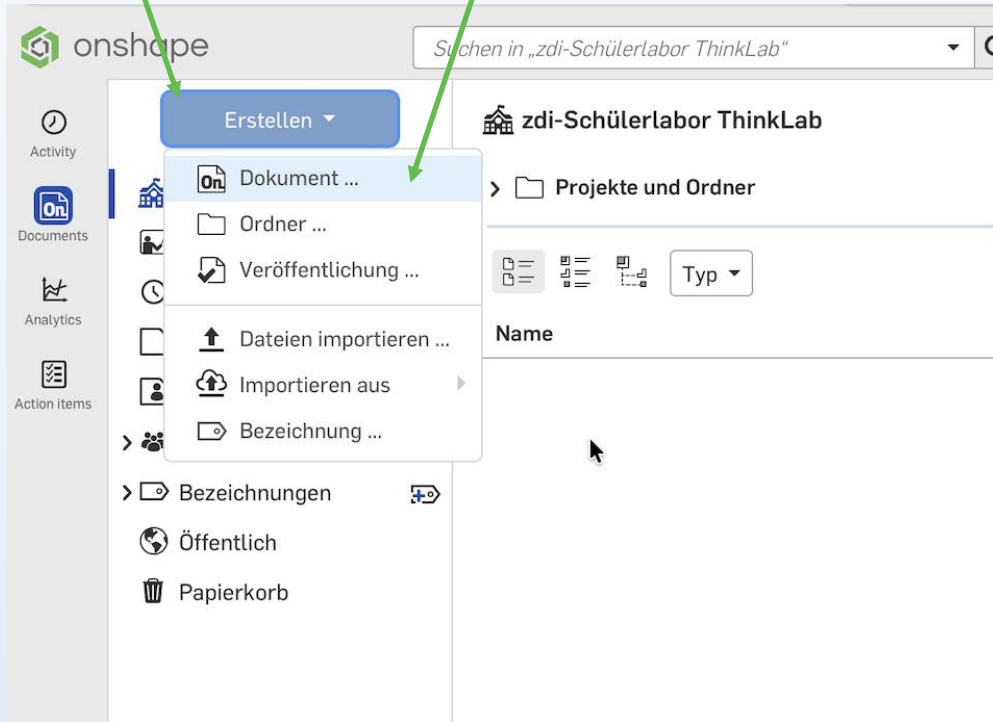 onshape
Suchen in „zdi-Schülerlabor ThinkLab“
Activity
Documents
Analytics
Action items
Erstellen
On Dokument ...
Ordner ...
Veröffentlichung ...
Dateien importieren ...
Importieren aus
Bezeichnung ...
Bezeichnungen
Öffentlich
Papierkorb
zdi-Schülerlabor ThinkLab
Projekte und Ordner
Typ
Name